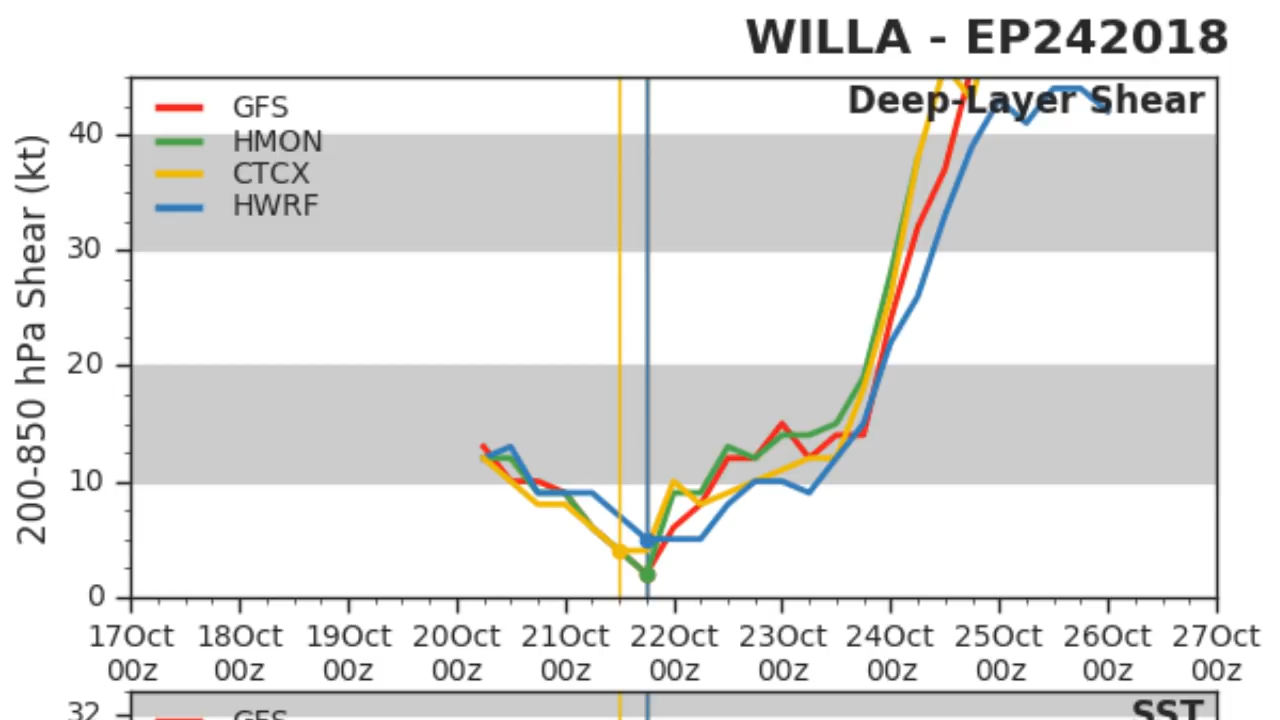 WILLA - EP242018
Deep-Layer Shear
GFS
HMON
CTCX
HWRF
200-850 hPa Shear (kt)
40
30
20
10
0
17Oct 18Oct 19Oct 20Oct 21Oct 22Oct 23Oct 24Oct 25Oct 26Oct 27Oct
00z 00z 00z 00z 00z 00z 00z 00z 00z 00z 00z
32
GFS
SST